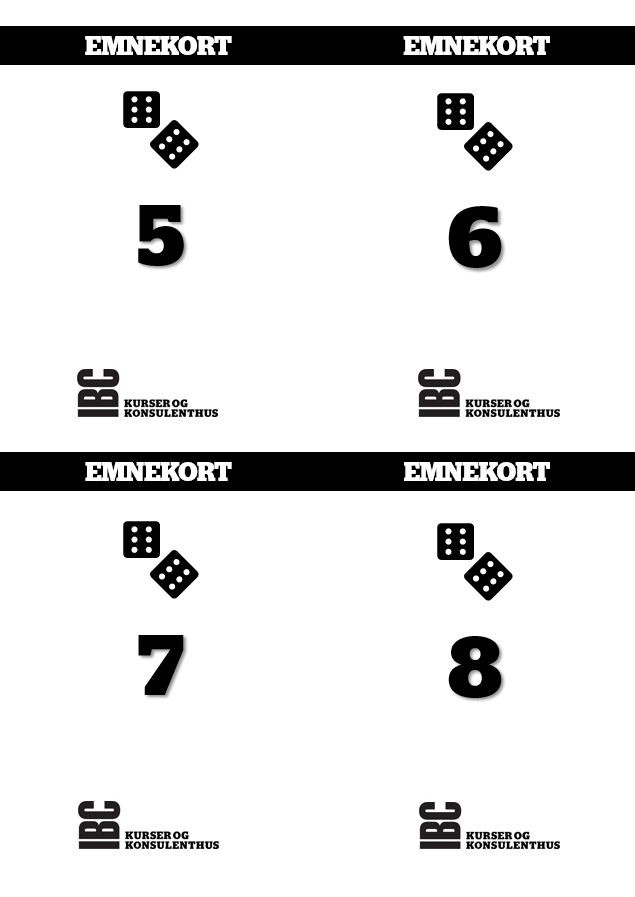 EMNEKORT EMNEKORT
5 6
IBC KURSER OG KONSULENTHUS
IBC KURSER OG KONSULENTHUS
EMNEKORT EMNEKORT
7 8
IBC KURSER OG KONSULENTHUS
IBC KURSER OG KONSULENTHUS